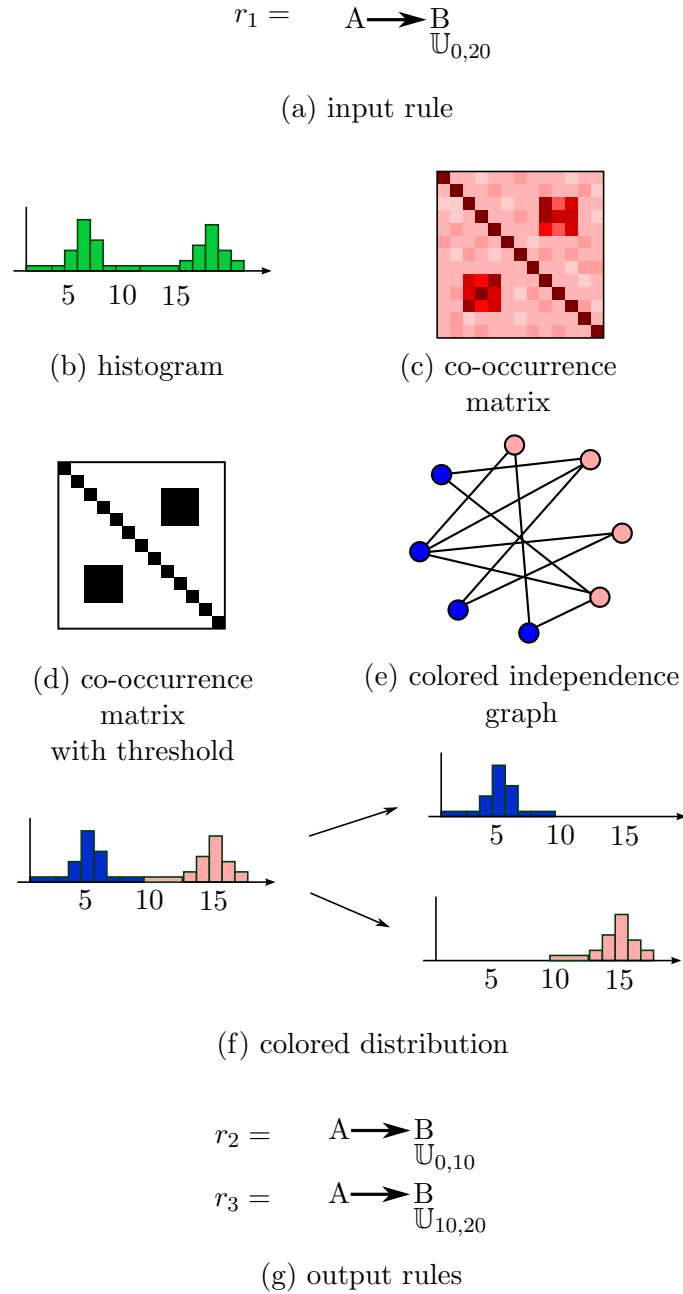 r₁ = A B
𝕌₀,₂₀
(a) input rule
5 10 15
(b) histogram
(c) co-occurrence
matrix
(d) co-occurrence
matrix
with threshold
(e) colored independence
graph
5 10 15
5 10 15
5 10 15
(f) colored distribution
r₂ = A B
𝕌₀,₁₀
r₃ = A B
𝕌₁₀,₂₀
(g) output rules